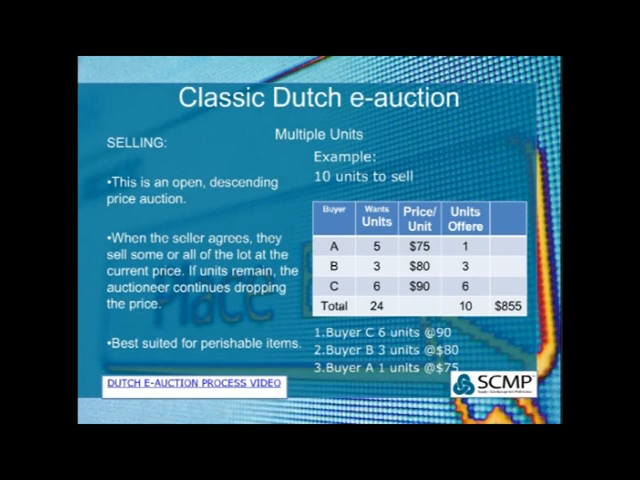 Classic Dutch e-auction
SELLING:
•This is an open, descending
price auction.
•When the seller agrees, they
sell some or all of the lot at the
current price. If units remain, the
auctioneer continues dropping
the price.
•Best suited for perishable items.
DUTCH E-AUCTION PROCESS VIDEO
Multiple Units
Example:
10 units to sell
Buyer Wants Units Price/ Unit Units Offere
A 5 $75 1
B 3 $80 3
C 6 $90 6
Total 24 10 $855
1.Buyer C 6 units @90
2.Buyer B 3 units @$80
3.Buyer A 1 units @$75
SCMP